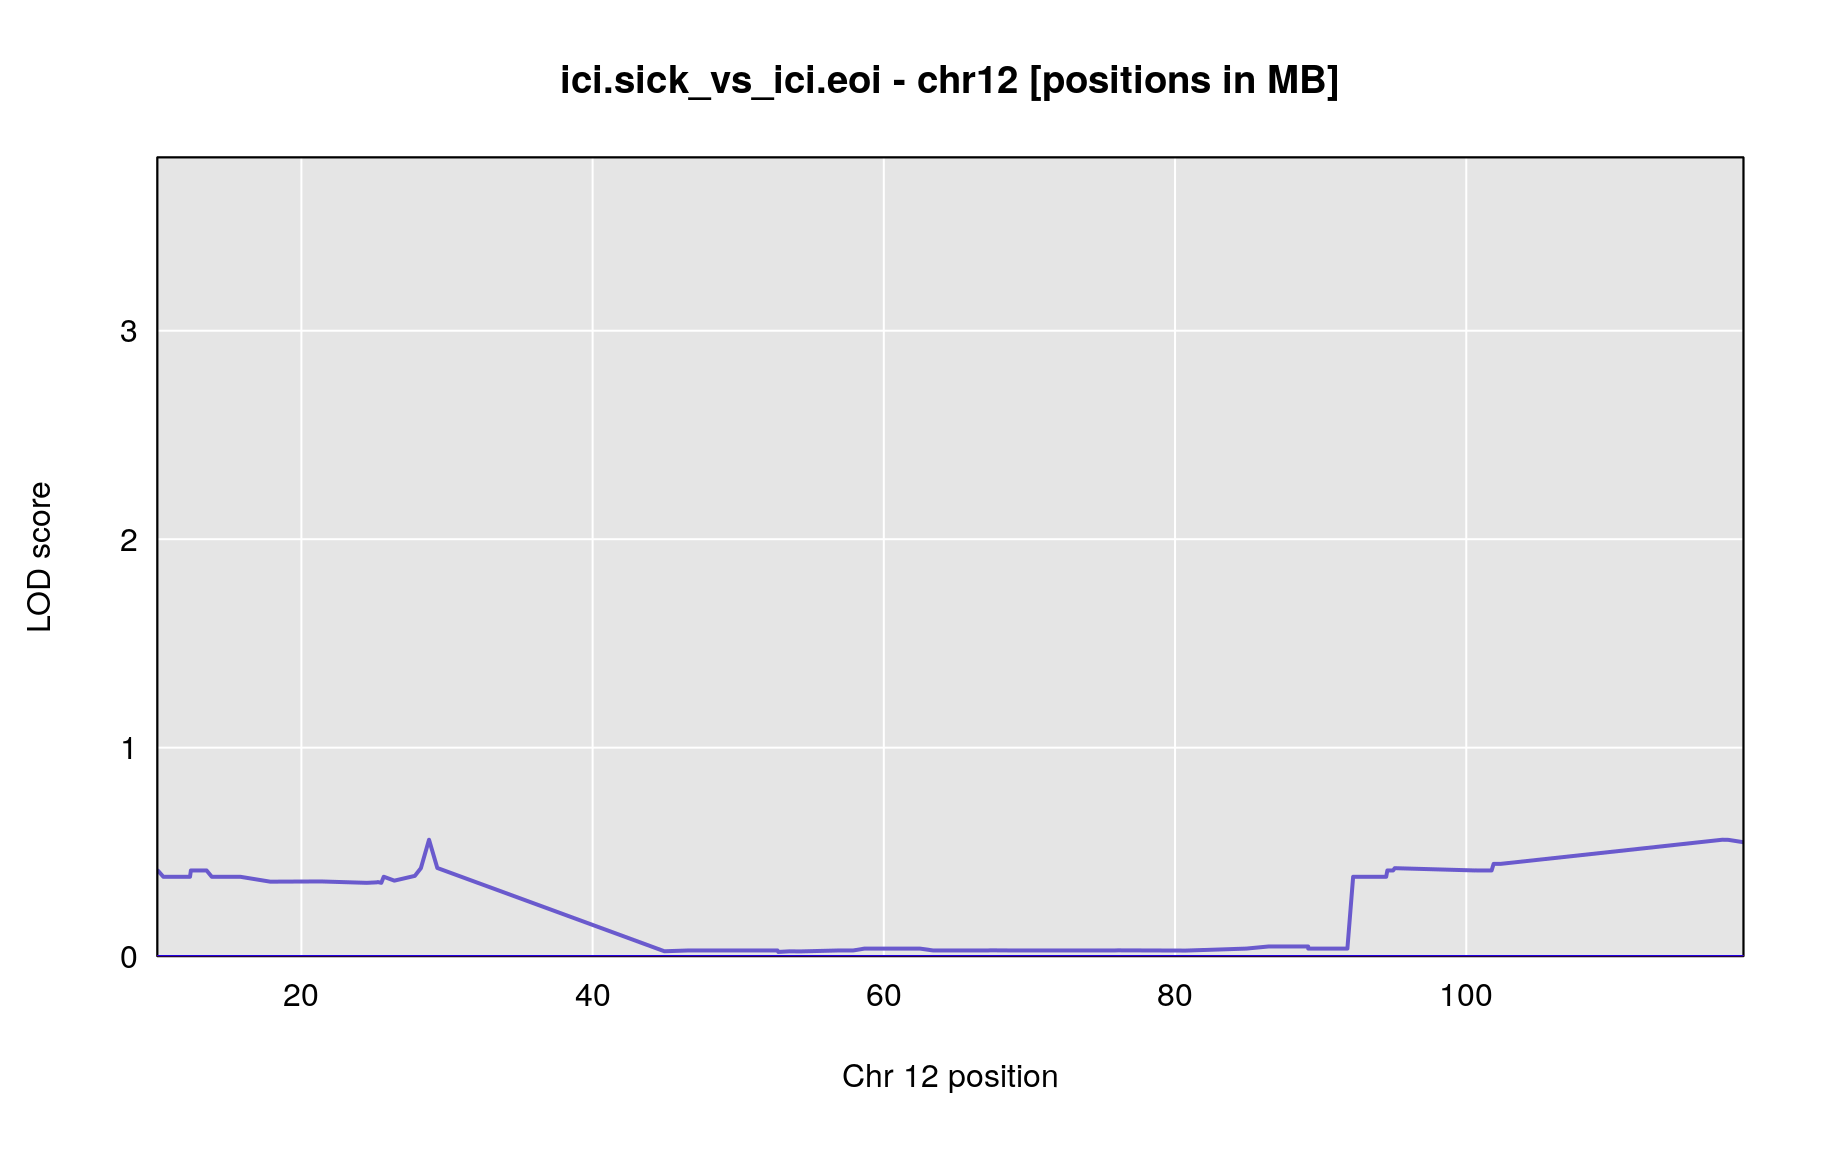 ici.sick_vs_ici.eoi - chr12 [positions in MB]
LOD score
3
2
1
0
20 40 60 80 100
Chr 12 position